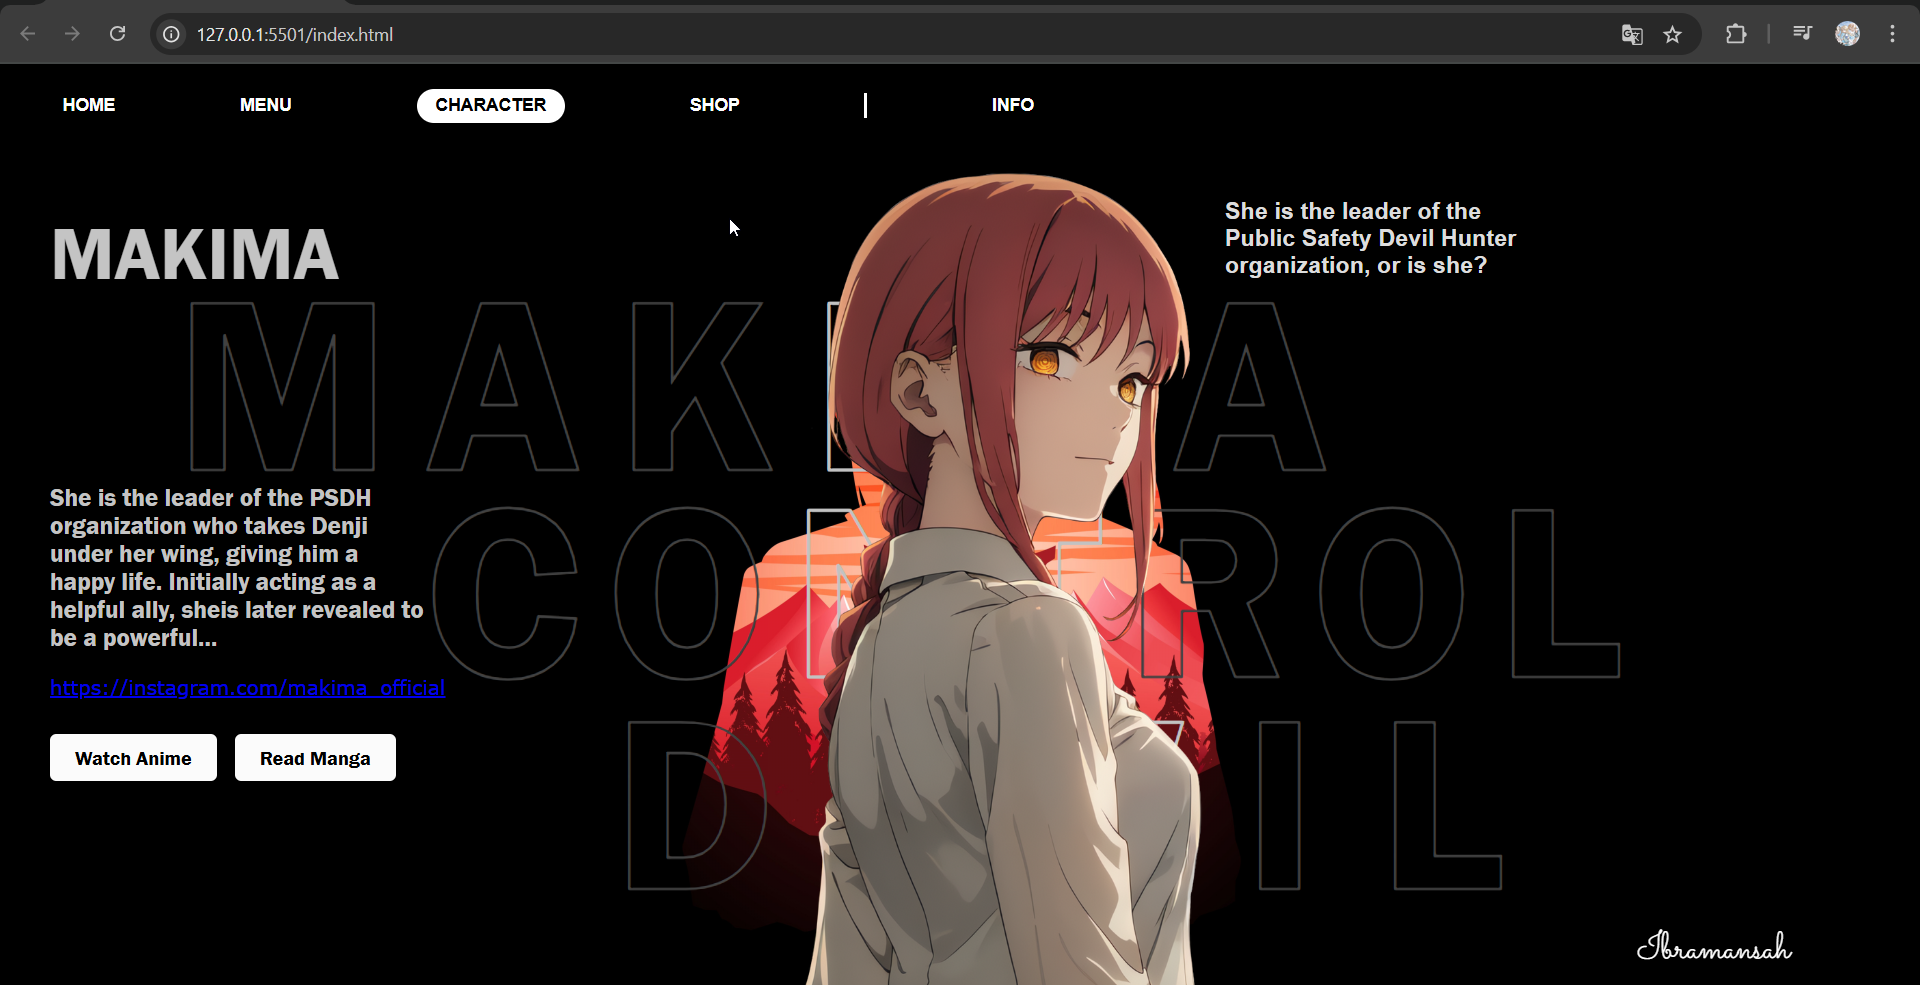 127.0.0.1:5501/index.html
HOME MENU CHARACTER SHOP | INFO
She is the leader of the
Public Safety Devil Hunter
organization, or is she?
MAKIMA
MAKI A
She is the leader of the PSDH
organization who takes Denji
under her wing, giving him a
happy life. Initially acting as a
helpful ally, sheis later revealed to
be a powerful...
CONTROL
https://instagram.com/makima_official
Watch Anime Read Manga
D VIL
Ibramansah